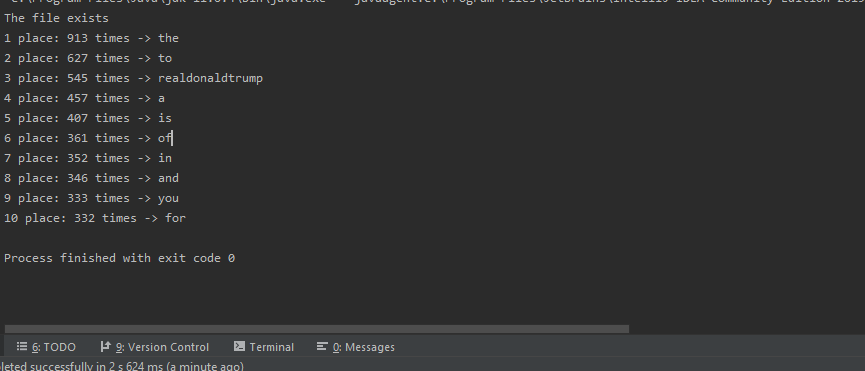 The file exists
1 place: 913 times -> the
2 place: 627 times -> to
3 place: 545 times -> realdonaldtrump
4 place: 457 times -> a
5 place: 407 times -> is
6 place: 361 times -> of
7 place: 352 times -> in
8 place: 346 times -> and
9 place: 333 times -> you
10 place: 332 times -> for
Process finished with exit code 0
6: TODO 9: Version Control Terminal 0: Messages
successfully in 2 s 624 ms (a minute ago)